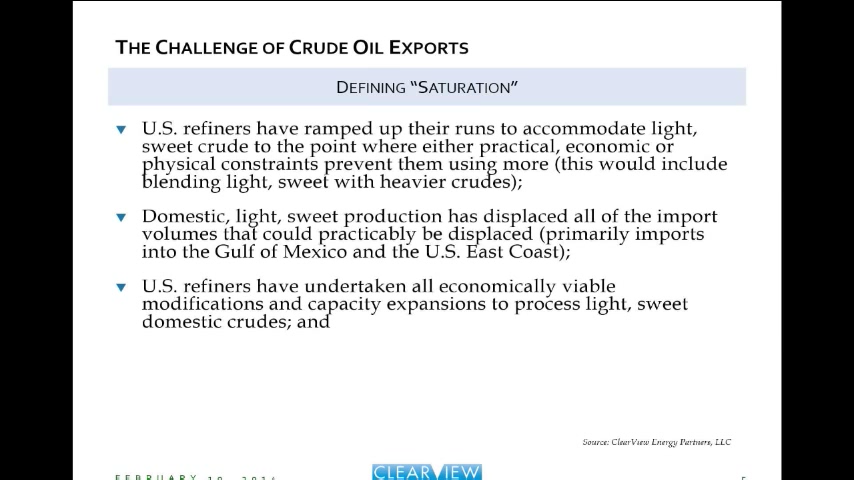 THE CHALLENGE OF CRUDE OIL EXPORTS
DEFINING “SATURATION”
U.S. refiners have ramped up their runs to accommodate light,
sweet crude to the point where either practical, economic or
physical constraints prevent them using more (this would include
blending light, sweet with heavier crudes);
Domestic, light, sweet production has displaced all of the import
volumes that could practicably be displaced (primarily imports
into the Gulf of Mexico and the U.S. East Coast);
U.S. refiners have undertaken all economically viable
modifications and capacity expansions to process light, sweet
domestic crudes; and
Source: ClearView Energy Partners, LLC
FEBRUARY
CLEARVIEW